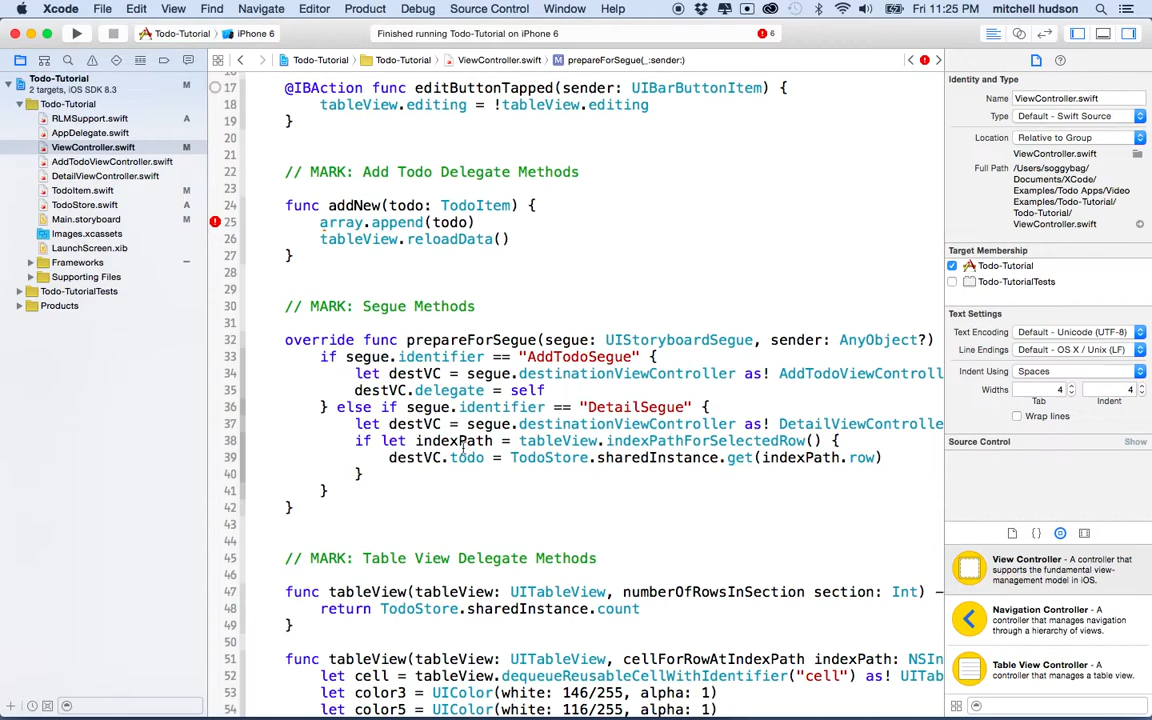 Xcode File Edit View Find Navigate Editor Product Debug Source Control Window Help Fri 11:25 PM mitchell hudson
Todo-Tutorial iPhone 6 Finished running Todo-Tutorial on iPhone 6 6
Todo-Tutorial Todo-Tutorial ViewController.swift M prepareForSegue(_:sender:)
Todo-Tutorial
2 targets, iOS SDK 8.3 M
Todo-Tutorial
RLMSupport.swift A
AppDelegate.swift
ViewController.swift M
AddTodoViewController.swift
DetailViewController.swift
TodoItem.swift M
TodoStore.swift A
Main.storyboard M
Images.xcassets
LaunchScreen.xib
Frameworks
Supporting Files
Todo-TutorialTests
Products
16
17 @IBAction func editButtonTapped(sender: UIBarButtonItem) {
18 tableView.editing = !tableView.editing
19 }
20
21
22 // MARK: Add Todo Delegate Methods
23
24 func addNew(todo: TodoItem) {
25 array.append(todo)
26 tableView.reloadData()
27 }
28
29
30 // MARK: Segue Methods
31
32 override func prepareForSegue(segue: UIStoryboardSegue, sender: AnyObject?)
33 if segue.identifier == "AddTodoSegue" {
34 let destVC = segue.destinationViewController as! AddTodoViewControll
35 destVC.delegate = self
36 } else if segue.identifier == "DetailSegue" {
37 let destVC = segue.destinationViewController as! DetailViewControlle
38 if let indexPath = tableView.indexPathForSelectedRow() {
39 destVC.todo = TodoStore.sharedInstance.get(indexPath.row)
40 }
41 }
42 }
43
44
45 // MARK: Table View Delegate Methods
46
47 func tableView(tableView: UITableView, numberOfRowsInSection section: Int) -
48 return TodoStore.sharedInstance.count
49 }
50
51 func tableView(tableView: UITableView, cellForRowAtIndexPath indexPath: NSIn
52 let cell = tableView.dequeueReusableCellWithIdentifier("cell") as! UITab
53 let color3 = UIColor(white: 146/255, alpha: 1)
54 let color5 = UIColor(white: 116/255, alpha: 1)
Identity and Type
Name ViewController.swift
Type Default - Swift Source
Location Relative to Group
ViewController.swift
Full Path /Users/soggybag/
Documents/XCode/
Examples/Todo Apps/Video
Examples/Todo-Tutorial/
Todo-Tutorial/
ViewController.swift
Target Membership
Todo-Tutorial
Todo-TutorialTests
Text Settings
Text Encoding Default - Unicode (UTF-8)
Line Endings Default - OS X / Unix (LF)
Indent Using Spaces
Widths 4 4
Tab Indent
Wrap lines
Source Control Show
View Controller - A controller that
supports the fundamental view-
management model in iOS.
Navigation Controller - A
controller that manages navigation
through a hierarchy of views.
Table View Controller - A
controller that manages a table view.